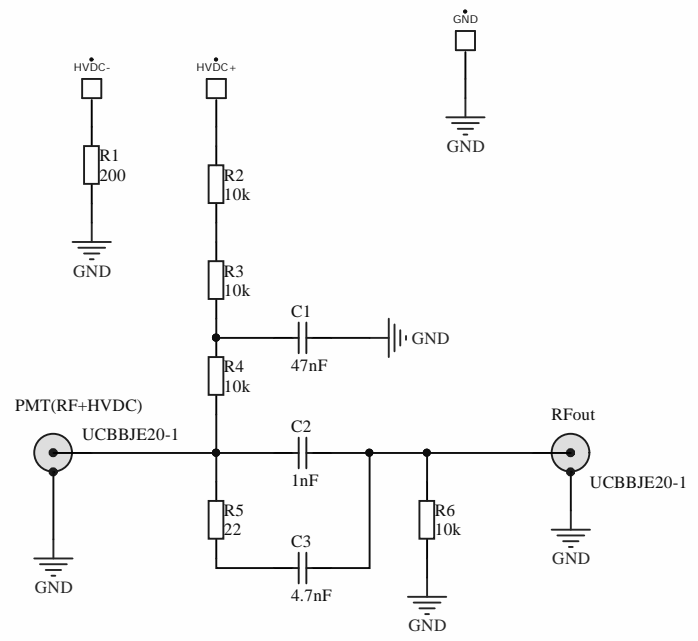 GND
GND
HVDC-
HVDC+
R1
200
GND
R2
10k
R3
10k
C1
47nF
GND
R4
10k
PMT(RF+HVDC)
UCBBJE20-1
GND
C2
1nF
R5
22
C3
4.7nF
R6
10k
GND
RFout
UCBBJE20-1
GND